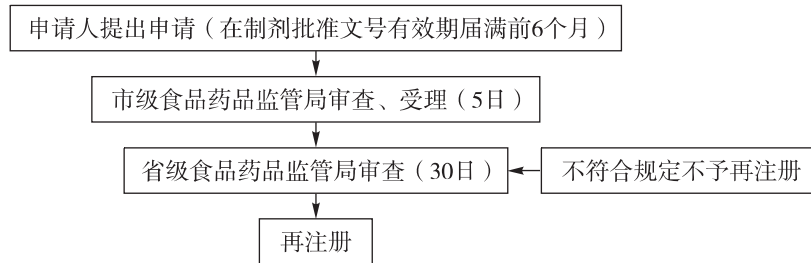 申请人提出申请（在制剂批准文号有效期届满前6个月）
市级食品药品监管局审查、受理（5日）
省级食品药品监管局审查（30日）
不符合规定不予再注册
再注册